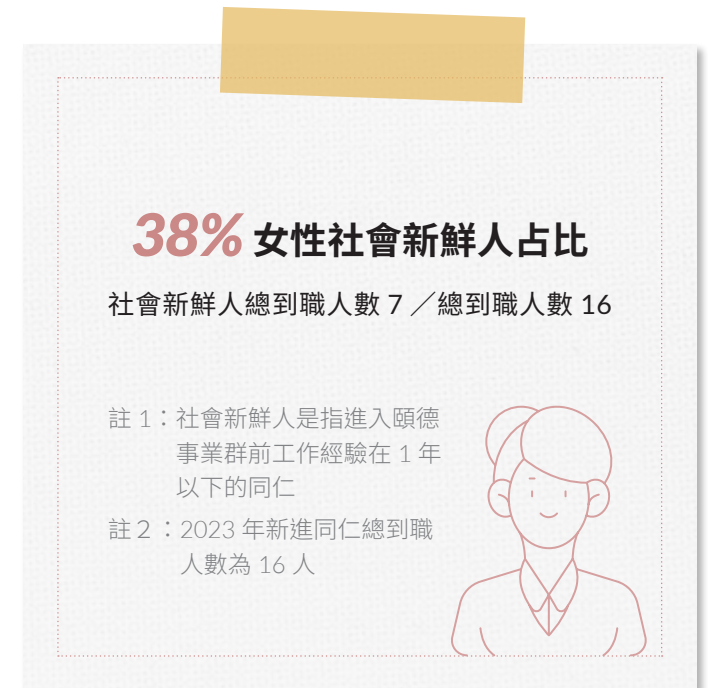 38% 女性社會新鮮人占比
社會新鮮人總到職人數 7 ／總到職人數 16
註 1：社會新鮮人是指進入頤德
事業群前工作經驗在 1 年
以下的同仁
註 2：2023 年新進同仁總到職
人數為 16 人